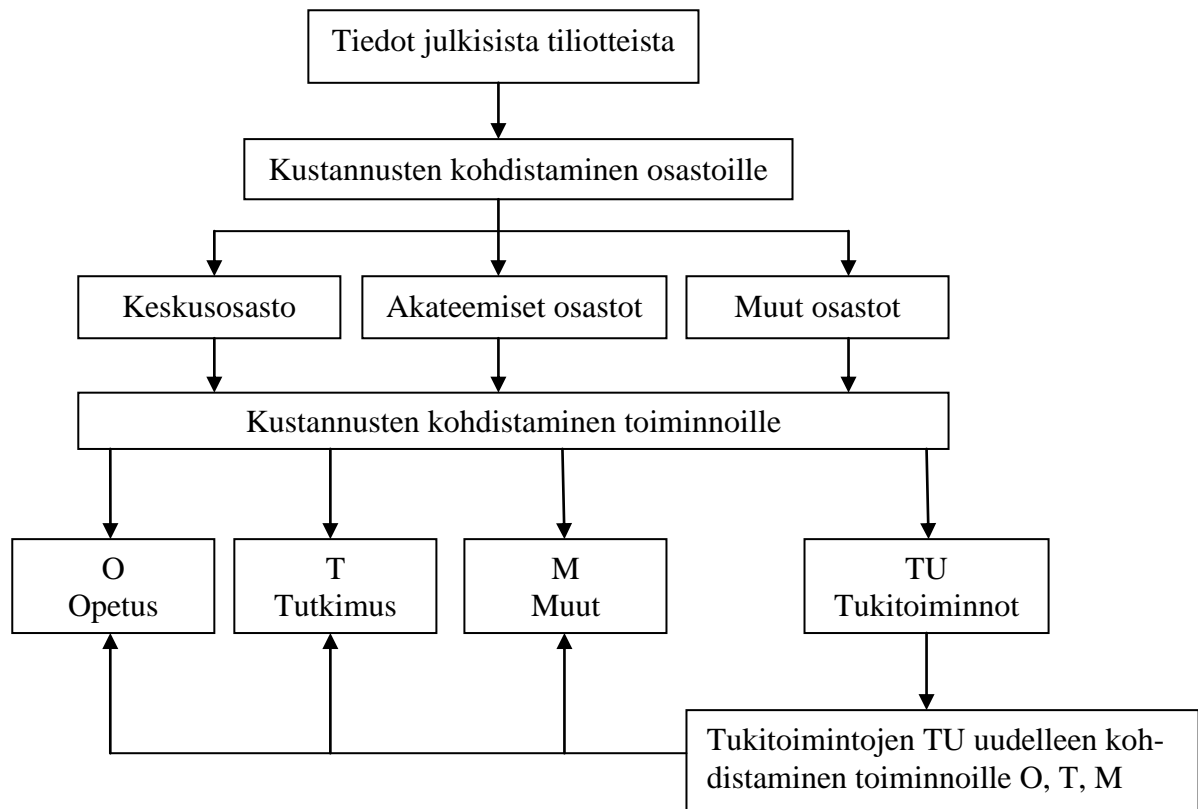 Tiedot julkisista tiliotteista
Kustannusten kohdistaminen osastoille
Keskusosasto
Akateemiset osastot
Muut osastot
Kustannusten kohdistaminen toiminnoille
O
Opetus
T
Tutkimus
M
Muut
TU
Tukitoiminnot
Tukitoimintojen TU uudelleen koh-
distaminen toiminnoille O, T, M